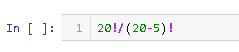 In [ ]: 1 20!/(20-5)!